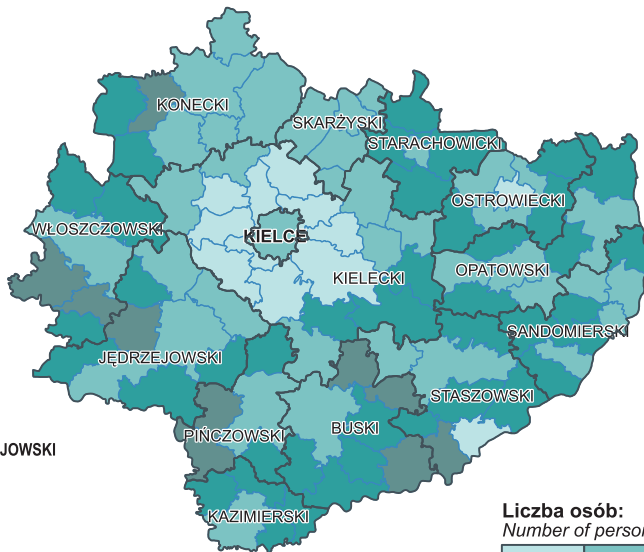 KONECKI
SKARŻYSKI
STARACHOWICKI
OSTROWIECKI
WŁOSZCZOWSKI
KIELCE
KIELECKI
OPATOWSKI
SANDOMIERSKI
JĘDRZEJOWSKI
STASZOWSKI
PIŃCZOWSKI
BUSKI
JOWSKI
KAZIMIERSKI
Liczba osób:
Number of person